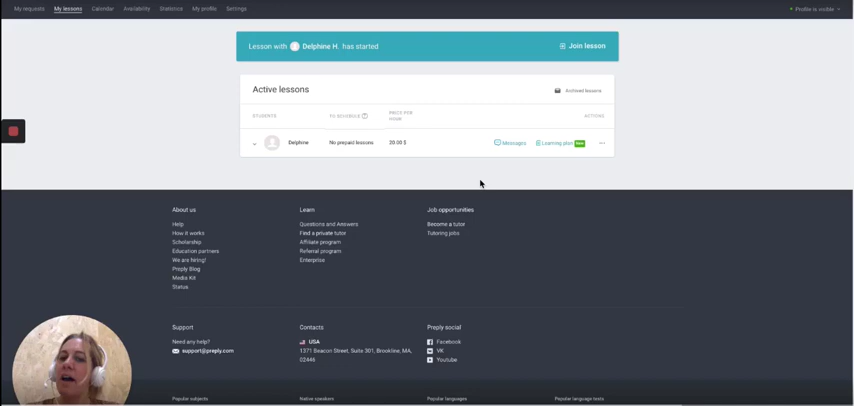 My requests My lessons Calendar Availability Statistics My profile Settings Profile is visible
Lesson with Delphine H. has started Join lesson
Active lessons Archived lessons
STUDENTS SCHEDULE PRICE PER HOUR ACTIONS
Delphine No prepaid lessons 20.00 $ Messages Learning plan New
About us
Help
How it works
Scholarship
Education partners
We are hiring!
Preply Blog
Media Kit
Status
Learn
Questions and Answers
Find a private tutor
Affiliate program
Referral program
Enterprise
Job opportunities
Become a tutor
Tutoring jobs
Support
Need any help?
support@preply.com
Contacts
USA
1371 Beacon Street, Suite 301, Brookline, MA,
02446
Preply social
Facebook
VK
Youtube
Popular subjects Native speakers Popular languages Popular language tests